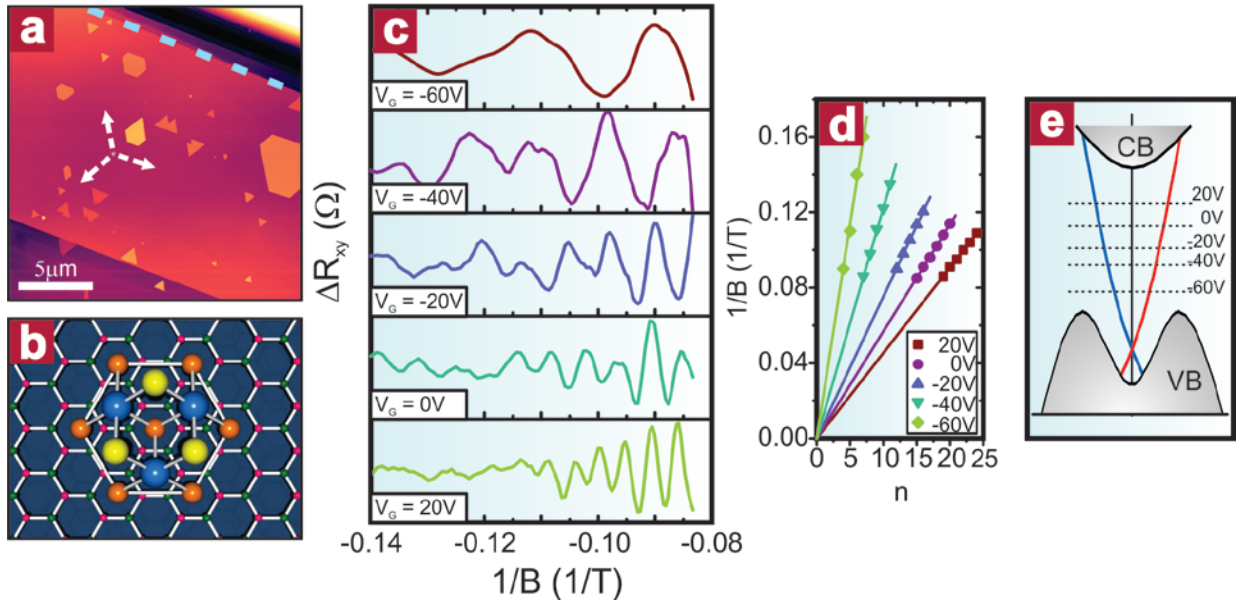 a
5μm
b
c
V_G = -60V
V_G = -40V
V_G = -20V
V_G = 0V
V_G = 20V
ΔR_xy (Ω)
-0.14 -0.12 -0.10 -0.08
1/B (1/T)
d
1/B (1/T)
0.16
0.12
0.08
0.04
0.00
20V
0V
-20V
-40V
-60V
0 5 10 15 20 25
n
e
CB
20V
0V
-20V
-40V
-60V
VB